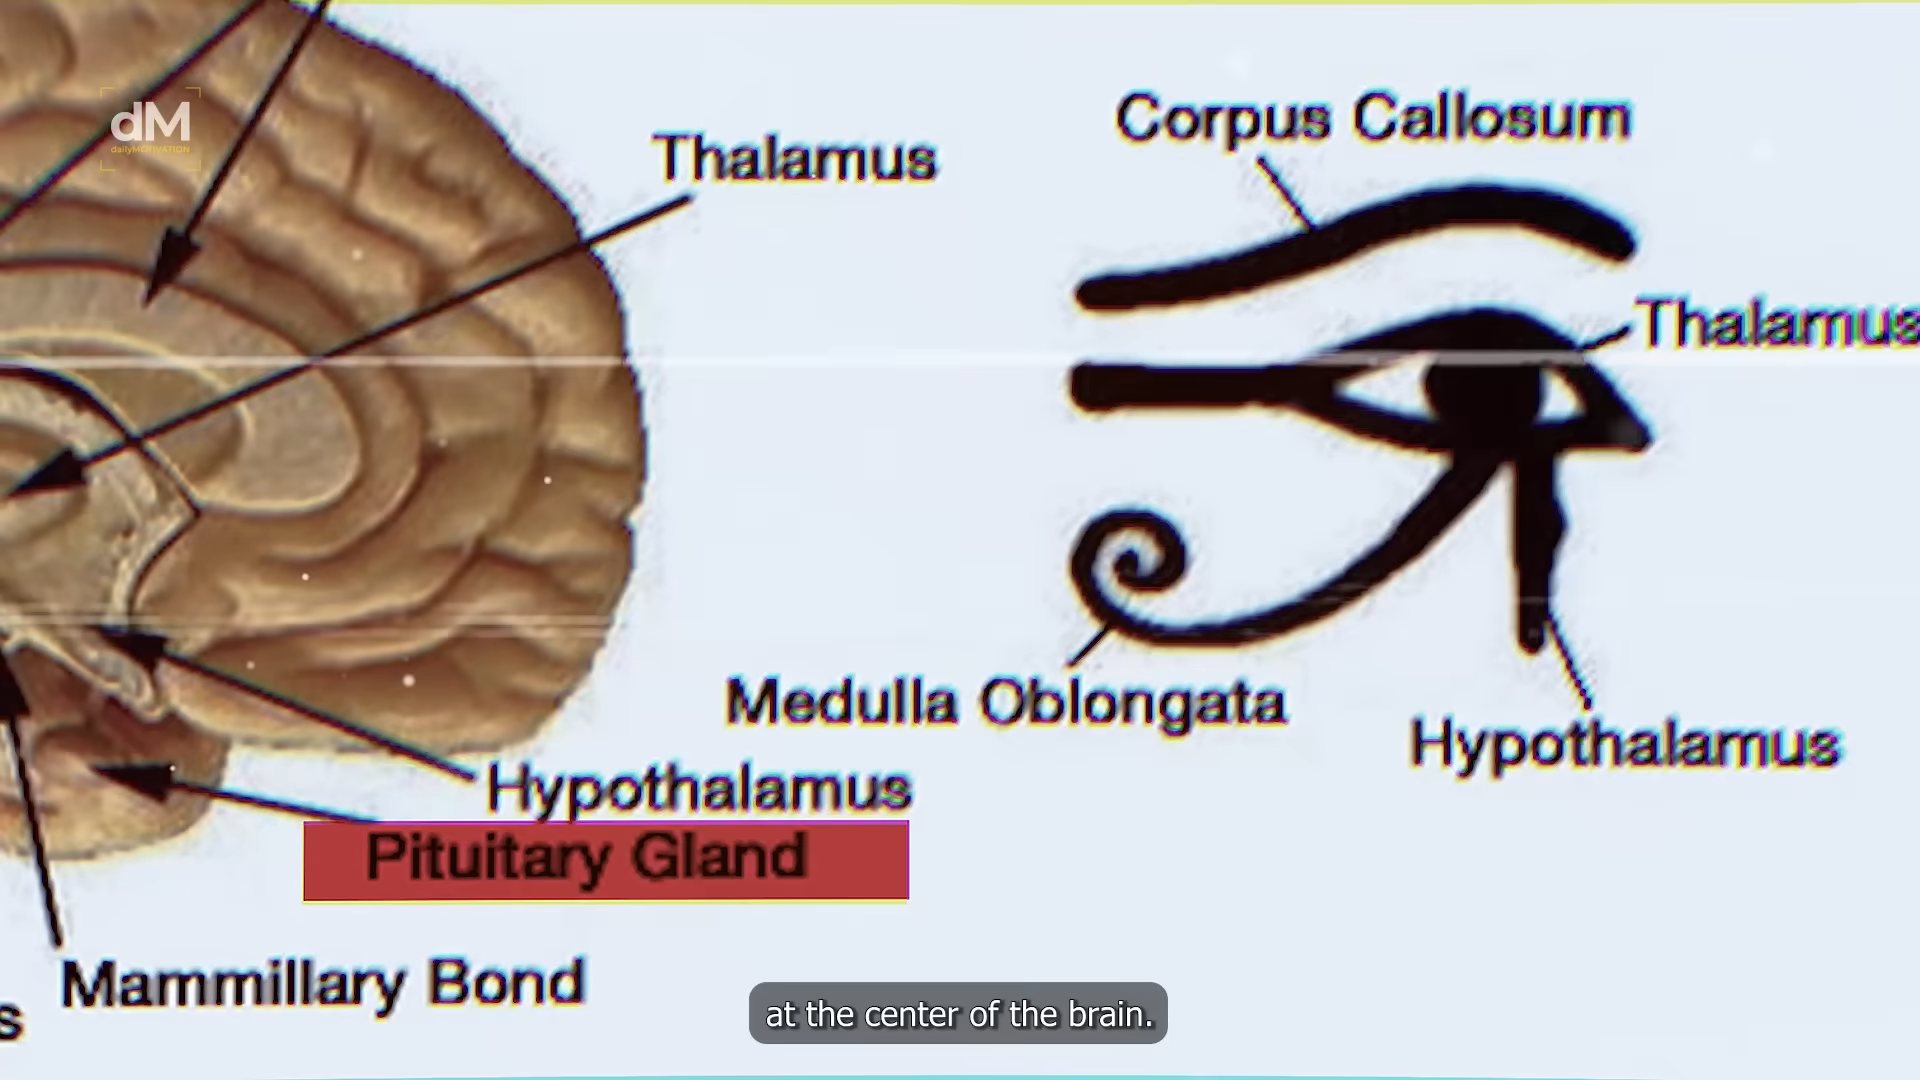 dM
dailyMOTIVATION
Thalamus
Corpus Callosum
Thalamus
Medulla Oblongata
Hypothalamus
Hypothalamus
Pituitary Gland
Mammillary Bond
s
at the center of the brain.